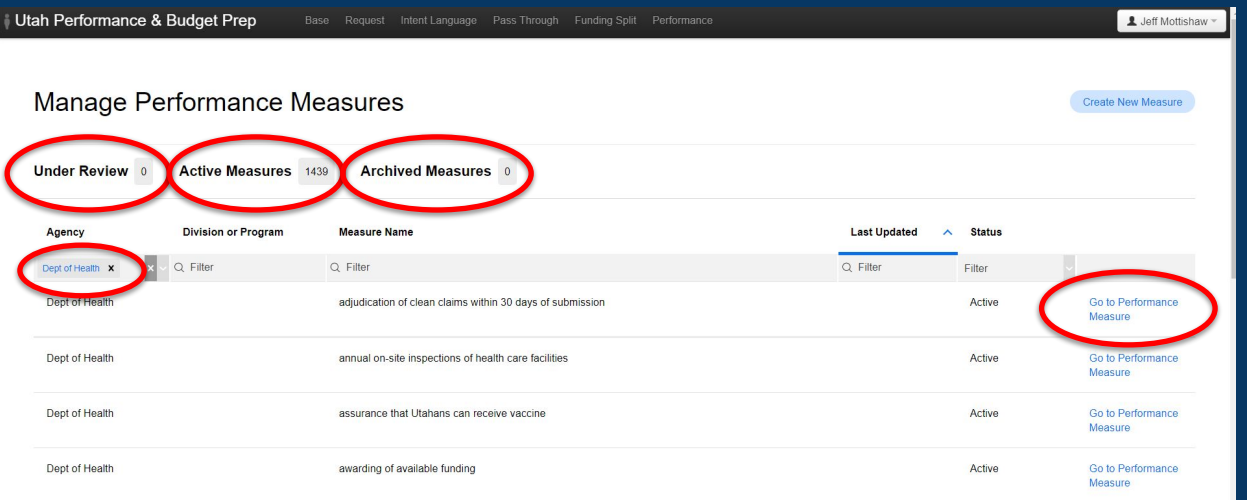 Utah Performance & Budget Prep Base Request Intent Language Pass Through Funding Split Performance Jeff Mottishaw
Manage Performance Measures
Create New Measure
Under Review 0 Active Measures 1439 Archived Measures 0
Agency Division or Program Measure Name Last Updated Status
Dept of Health x x Filter Filter Filter Filter
Dept of Health adjudication of clean claims within 30 days of submission Active Go to Performance
Measure
Dept of Health annual on-site inspections of health care facilities Active Go to Performance
Measure
Dept of Health assurance that Utahans can receive vaccine Active Go to Performance
Measure
Dept of Health awarding of available funding Active Go to Performance
Measure